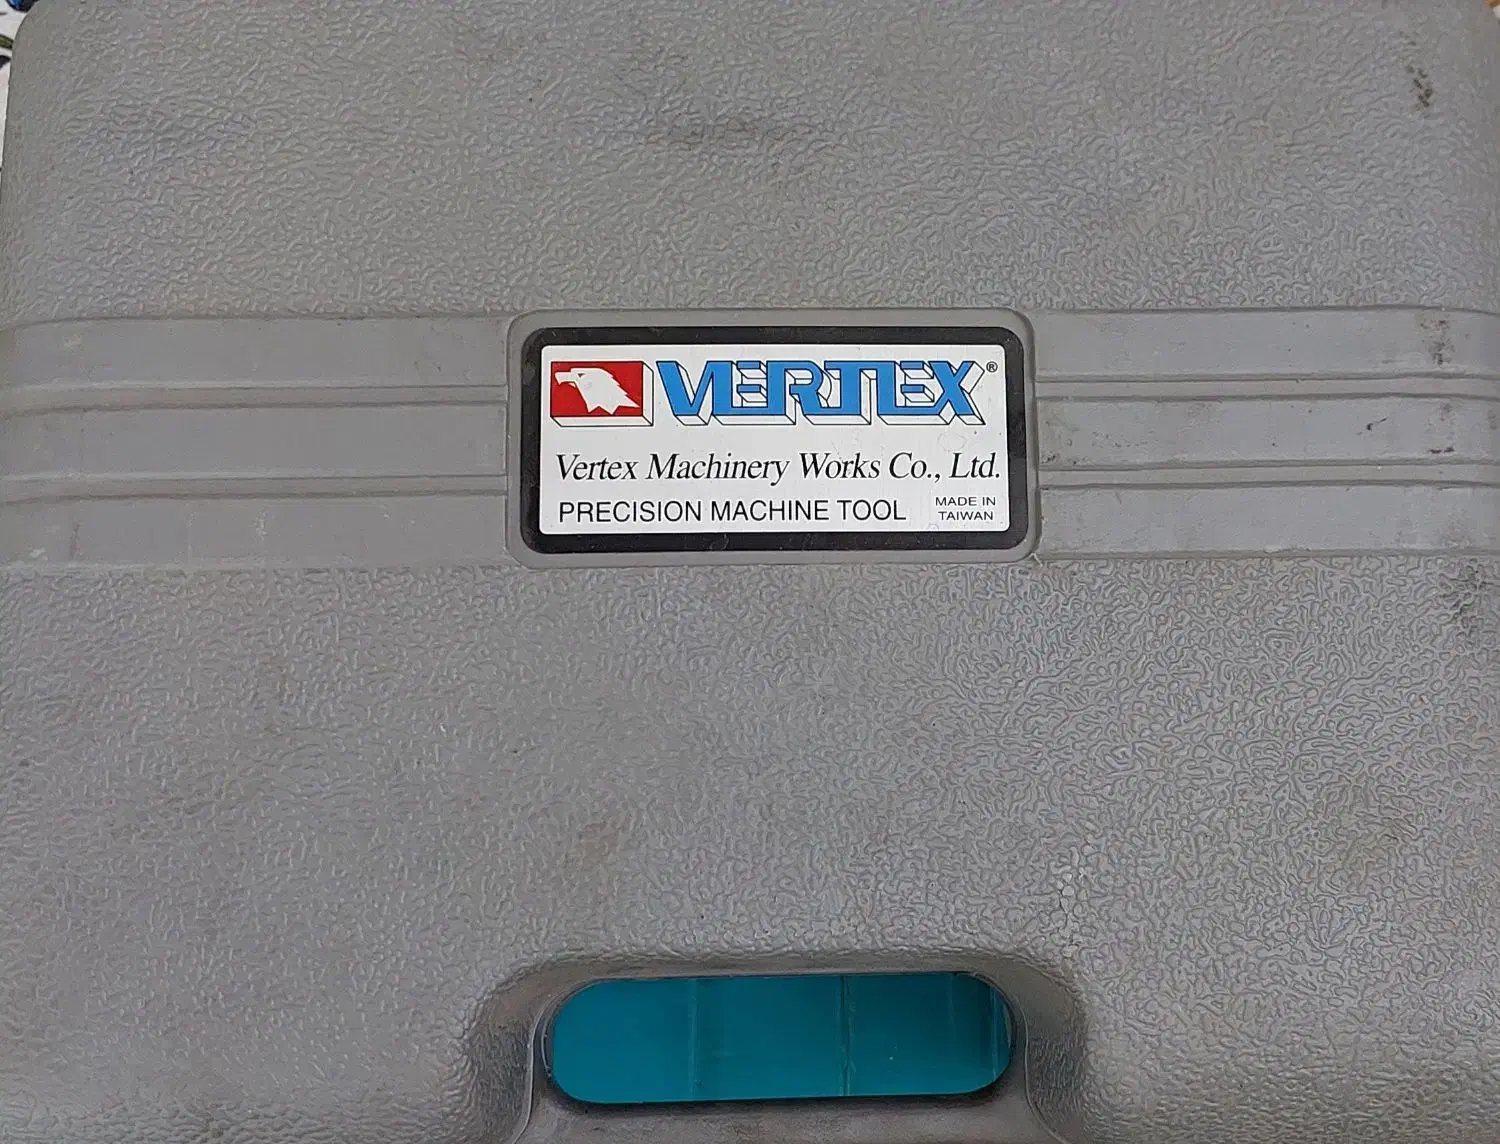 VERTEX®
Vertex Machinery Works Co., Ltd.
PRECISION MACHINE TOOL
MADE IN
TAIWAN